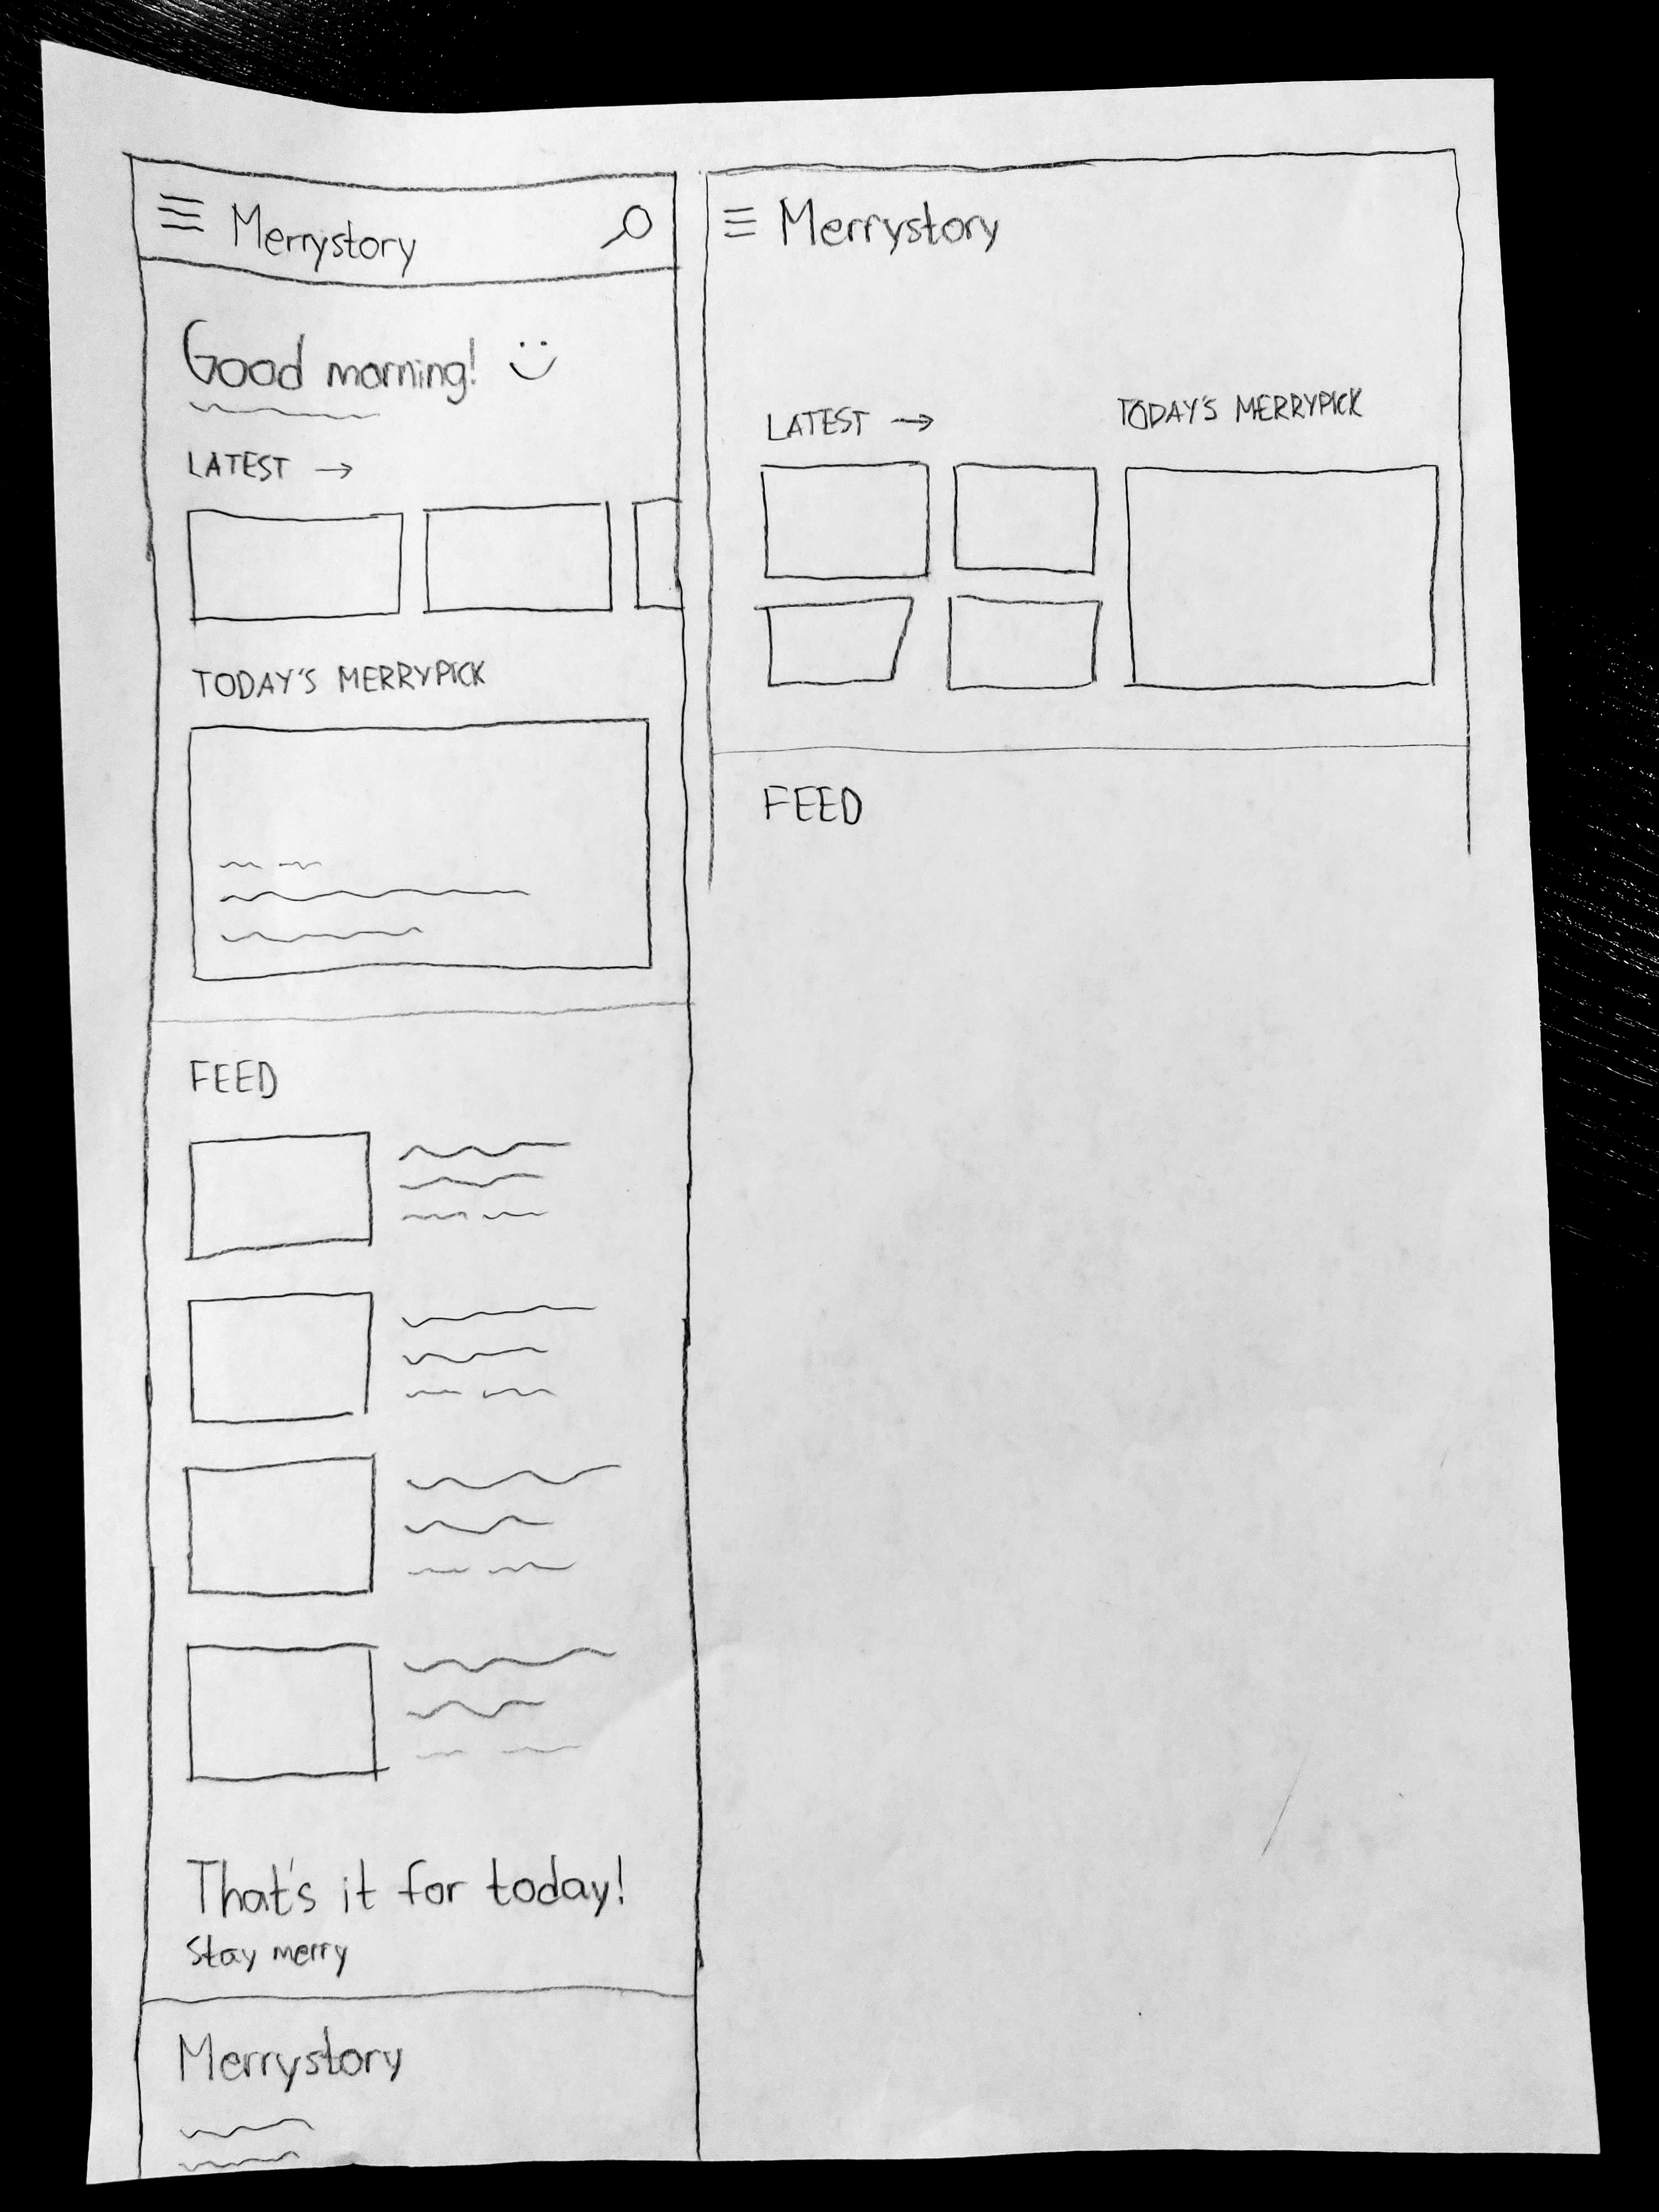 Merrystory
Good morning!
LATEST →
TODAY'S MERRYPICK
FEED
That's it for today!
Stay merry
Merrystory
Merrystory
LATEST →
TODAY'S MERRYPICK
FEED